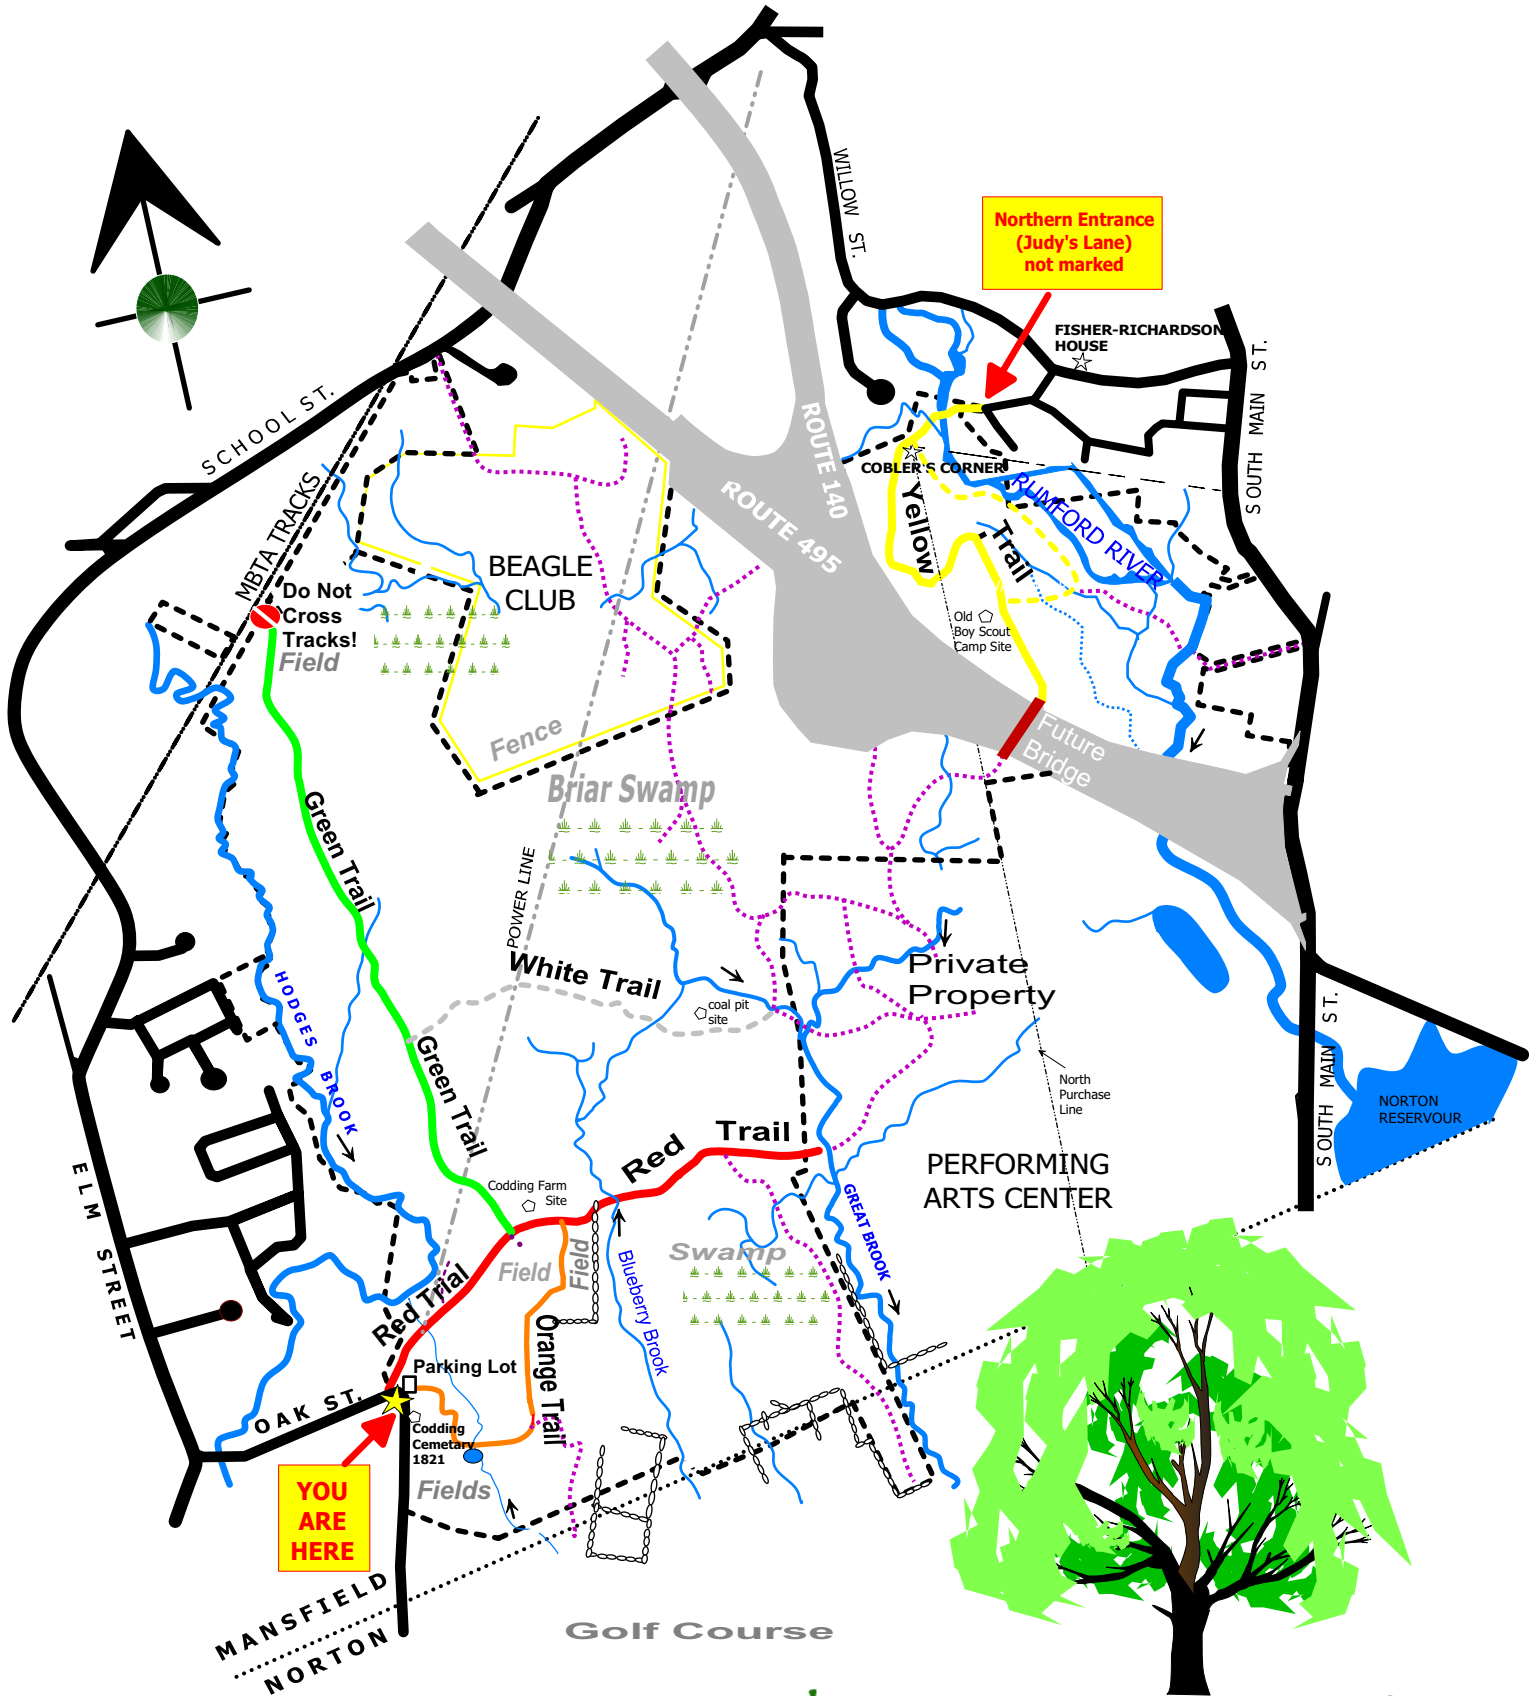 WILLOW ST.
Northern Entrance
(Judy's Lane)
not marked
FISHER-RICHARDSON
HOUSE
SOUTH MAIN ST.
SCHOOL ST.
ROUTE 140
ROUTE 495
COBLER'S CORNER
Yellow
Trail
RUMFORD RIVER
MBTA TRACKS
BEAGLE
CLUB
Do Not
Cross
Tracks!
Field
Old
Boy Scout
Camp Site
Fence
Future
Bridge
Briar Swamp
Green Trail
POWER LINE
White Trail
coal pit
site
Private
Property
HODGES BROOK
Green Trail
North
Purchase
Line
SOUTH MAIN ST.
NORTON
RESERVOUR
Red Trail
PERFORMING
ARTS CENTER
ELM STREET
Codding Farm
Site
GREAT BROOK
Field
Field
Swamp
Blueberry Brook
Red Trial
Orange Trail
Parking Lot
OAK ST.
Codding
Cemetary
1821
YOU
ARE
HERE
Fields
MANSFIELD
NORTON
Golf Course